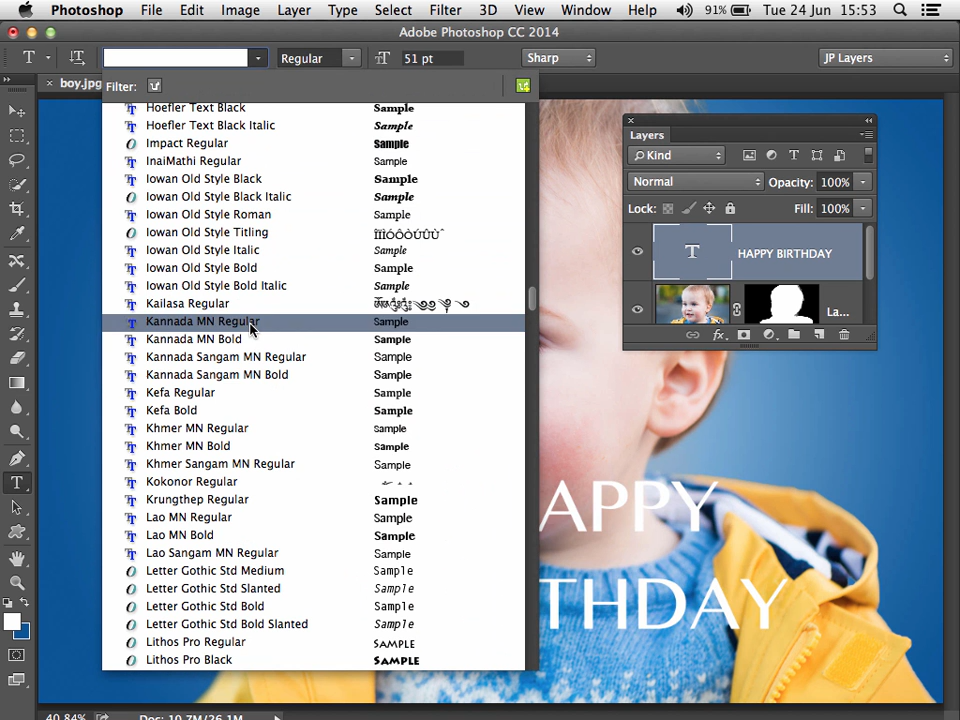 Photoshop File Edit Image Layer Type Select Filter 3D View Window Help 91% Tue 24 Jun 15:53
Adobe Photoshop CC 2014
T Regular 51 pt Sharp JP Layers
boy.jpg
Filter:
Hoefler Text Black Sample
Hoefler Text Black Italic Sample
Impact Regular Sample
InaiMathi Regular Sample
Iowan Old Style Black Sample
Iowan Old Style Black Italic Sample
Iowan Old Style Roman Sample
Iowan Old Style Titling
Iowan Old Style Italic Sample
Iowan Old Style Bold Sample
Iowan Old Style Bold Italic Sample
Kailasa Regular
Kannada MN Regular Sample
Kannada MN Bold Sample
Kannada Sangam MN Regular Sample
Kannada Sangam MN Bold Sample
Kefa Regular Sample
Kefa Bold Sample
Khmer MN Regular Sample
Khmer MN Bold Sample
Khmer Sangam MN Regular Sample
Kokonor Regular
Krungthep Regular Sample
Lao MN Regular Sample
Lao MN Bold Sample
Lao Sangam MN Regular Sample
Letter Gothic Std Medium Sample
Letter Gothic Std Slanted Sample
Letter Gothic Std Bold Sample
Letter Gothic Std Bold Slanted Sample
Lithos Pro Regular SAMPLE
Lithos Pro Black SAMPLE
Layers
Kind
Normal Opacity: 100%
Lock: Fill: 100%
T HAPPY BIRTHDAY
La...
fx
APPY
THDAY
40.84% Doc: 10.7M/26.1M